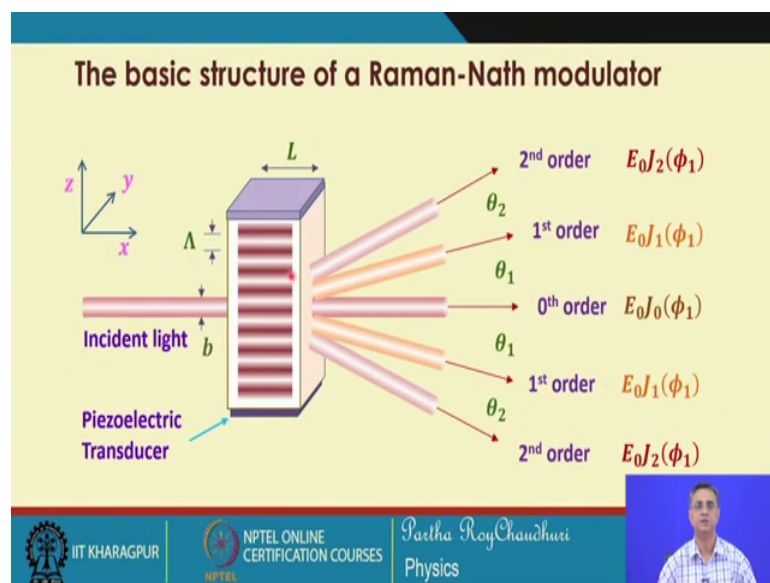 The basic structure of a Raman-Nath modulator
L
2nd order E₀J₂(ϕ₁)
z
y
θ₂
x
Λ
1st order E₀J₁(ϕ₁)
θ₁
0th order E₀J₀(ϕ₁)
Incident light
b
θ₁
1st order E₀J₁(ϕ₁)
θ₂
Piezoelectric
Transducer
2nd order E₀J₂(ϕ₁)
IIT KHARAGPUR
NPTEL
NPTEL ONLINE
CERTIFICATION COURSES
Partha RoyChaudhuri
Physics